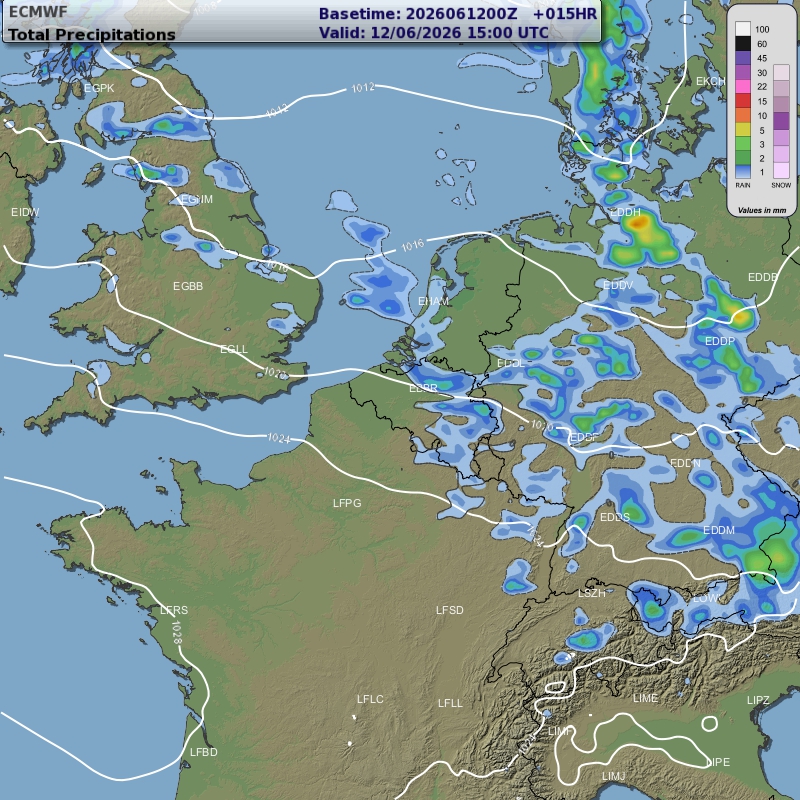 ECMWF
Basetime: 2026061200Z +015HR
Total Precipitations
Valid: 12/06/2026 15:00 UTC
100
60
45
30
22
15
10
5
3
2
1
RAIN SNOW
Values in mm
EGPK
1012
1012
EKCH
EIDW
EGNM
EDDH
1016
1016
EGBB
EHAM
EDDV
EDDB
EGLL
EDDP
EDDL
EBBR
1024
EDDF
EDDN
LFPG
EDDS
EDDM
1024
LSZH
LOWI
LFRS
1028
LFSD
LFLC
LFLL
LIME
LIPZ
LIMF
LFBD
LIPE
LIMJ